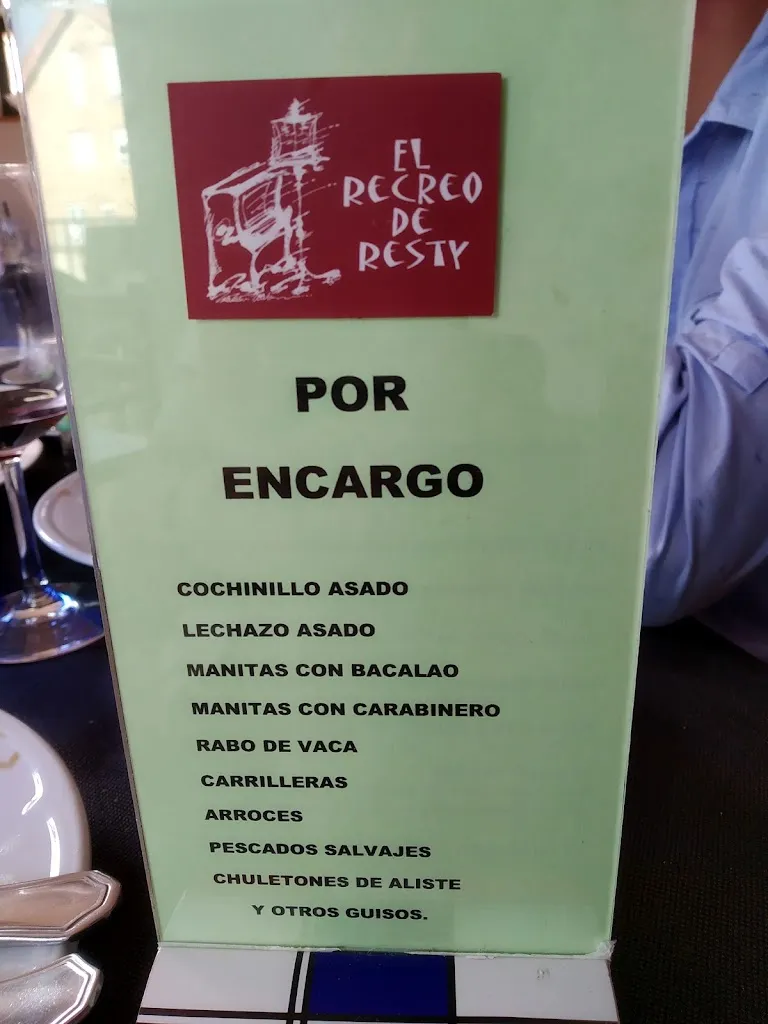 EL
RECREO
DE
RESTY
POR
ENCARGO
COCHINILLO ASADO
LECHAZO ASADO
MANITAS CON BACALAO
MANITAS CON CARABINERO
RABO DE VACA
CARRILLERAS
ARROCES
PESCADOS SALVAJES
CHULETONES DE ALISTE
Y OTROS GUISOS.